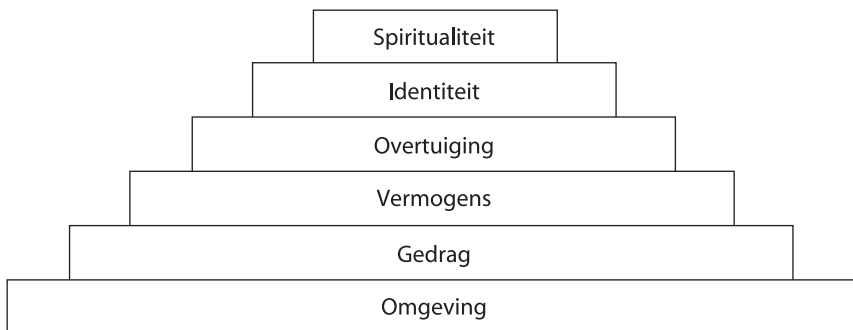 Spiritualiteit
Identiteit
Overtuiging
Vermogens
Gedrag
Omgeving